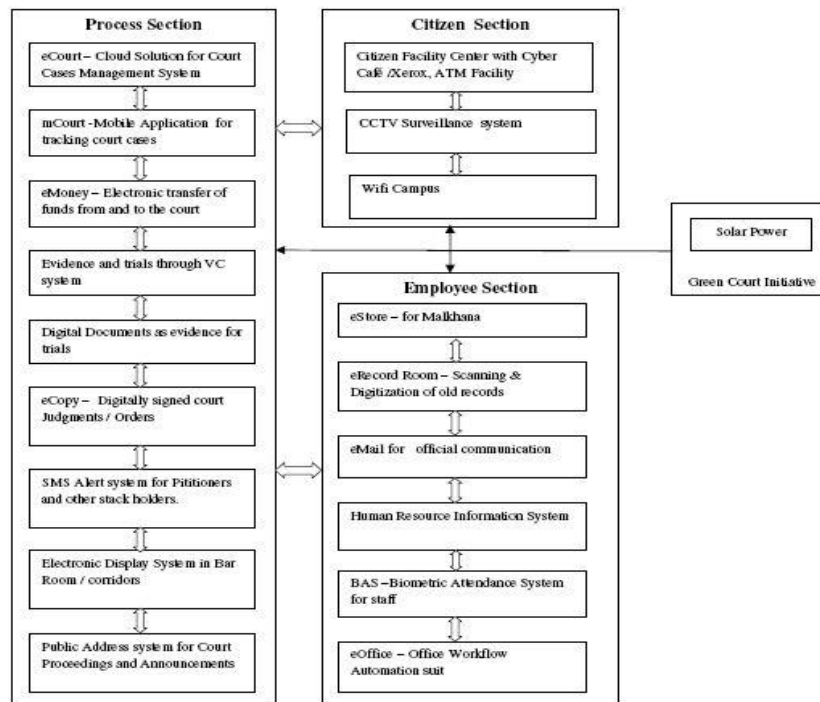 Process Section
eCourt – Cloud Solution for Court
Cases Management System
mCourt -Mobile Application for
tracking court cases
eMoney – Electronic transfer of
funds from and to the court
Evidence and trials through VC
system
Digital Documents as evidence for
trials
eCopy – Digitally signed court
Judgments / Orders
SMS Alert system for Pititioners
and other stack holders.
Electronic Display System in Bar
Room / corridors
Public Address system for Court
Proceedings and Announcements
Citizen Section
Citizen Facility Center with Cyber
Café /Xerox, ATM Facility
CCTV Surveillance system
Wifi Campus
Employee Section
eStore – for Malkhana
eRecord Room – Scanning &
Digitization of old records
eMail for official communication
Human Resource Information System
BAS –Biometric Attendance System
for staff
eOffice – Office Workflow
Automation suit
Solar Power
Green Court Initiative